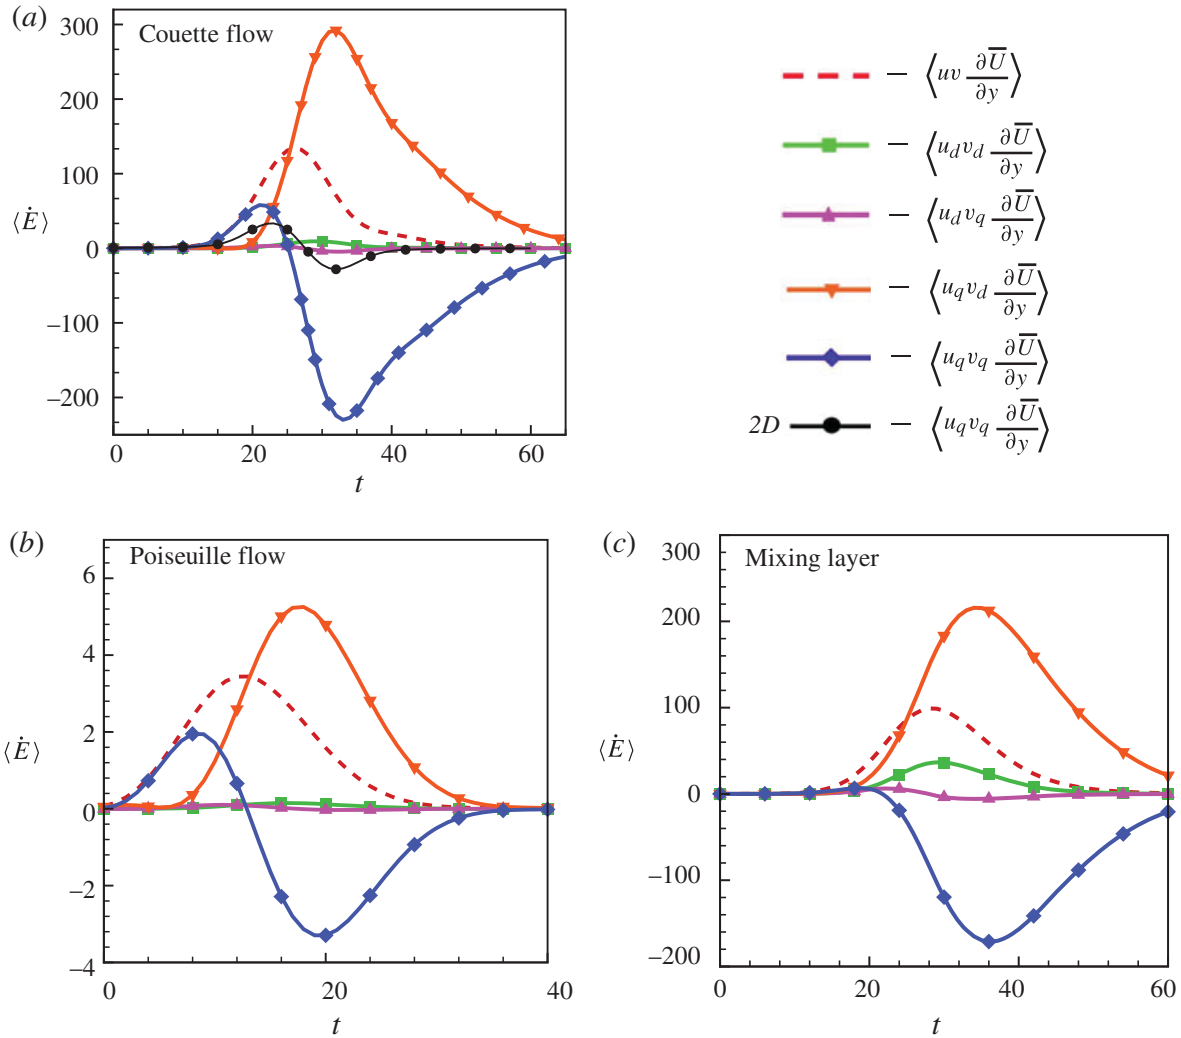 (a)
Couette flow
300
200
100
0
−100
−200
⟨Ė⟩
0 20 40 60
t
− ⟨uv ∂U̅/∂y⟩
− ⟨u_d v_d ∂U̅/∂y⟩
− ⟨u_d v_q ∂U̅/∂y⟩
− ⟨u_q v_d ∂U̅/∂y⟩
− ⟨u_q v_q ∂U̅/∂y⟩
2D − ⟨u_q v_q ∂U̅/∂y⟩
(b)
Poiseuille flow
6
4
2
0
−2
−4
⟨Ė⟩
0 20 40
t
(c)
Mixing layer
300
200
100
0
−100
−200
⟨Ė⟩
0 20 40 60
t